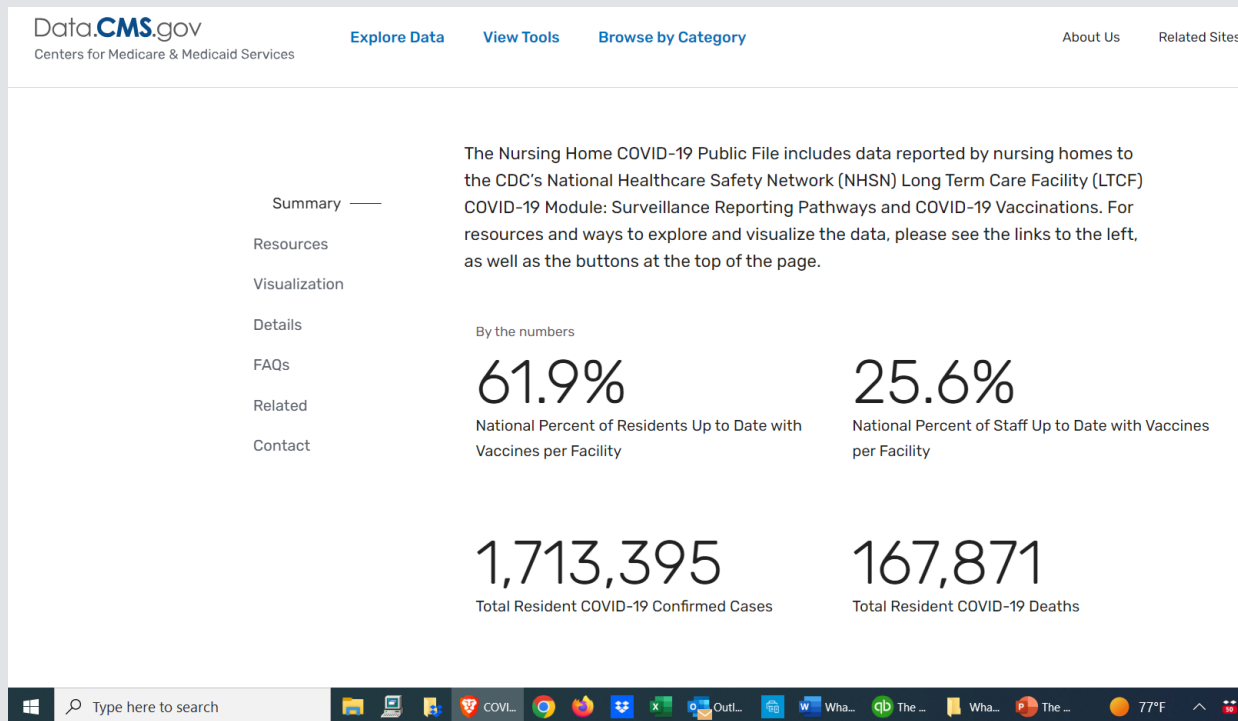 Data.CMS.gov
Centers for Medicare & Medicaid Services
Explore Data View Tools Browse by Category
About Us Related Sites
The Nursing Home COVID-19 Public File includes data reported by nursing homes to
the CDC's National Healthcare Safety Network (NHSN) Long Term Care Facility (LTCF)
COVID-19 Module: Surveillance Reporting Pathways and COVID-19 Vaccinations. For
resources and ways to explore and visualize the data, please see the links to the left,
as well as the buttons at the top of the page.
Summary
Resources
Visualization
Details
FAQs
Related
Contact
By the numbers
61.9%
National Percent of Residents Up to Date with
Vaccines per Facility
25.6%
National Percent of Staff Up to Date with Vaccines
per Facility
1,713,395
Total Resident COVID-19 Confirmed Cases
167,871
Total Resident COVID-19 Deaths
Type here to search
COVI... Outl... Wha... The ... Wha... The ... 77°F
50